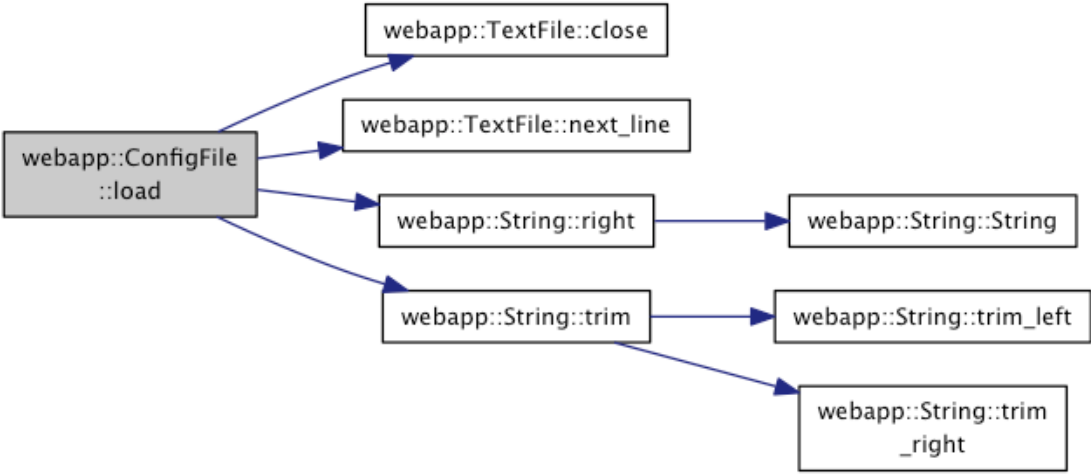 webapp::TextFile::close
webapp::TextFile::next_line
webapp::ConfigFile
::load
webapp::String::right
webapp::String::String
webapp::String::trim
webapp::String::trim_left
webapp::String::trim
_right